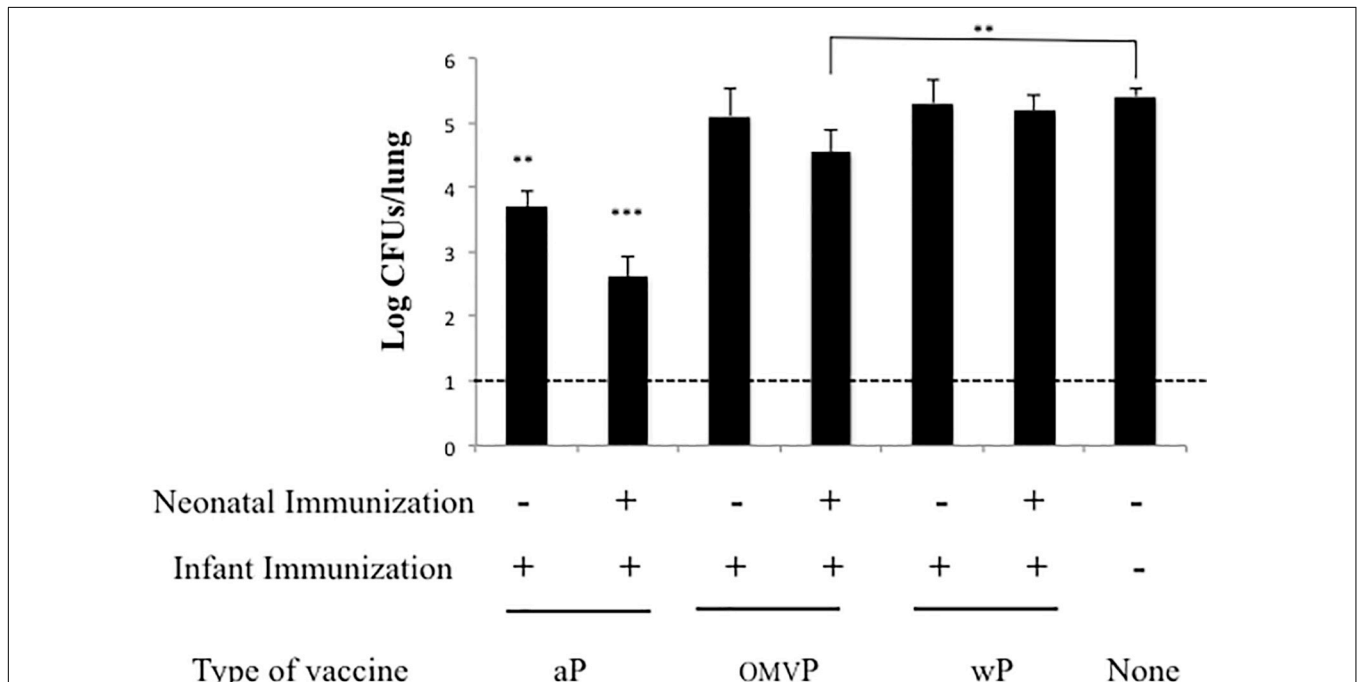 **
6
5
4
3
2
1
0
Log CFUs/lung
**
***
Neonatal Immunization - + - + - + -
Infant Immunization + + + + + + -
Type of vaccine aP OMVP wP None